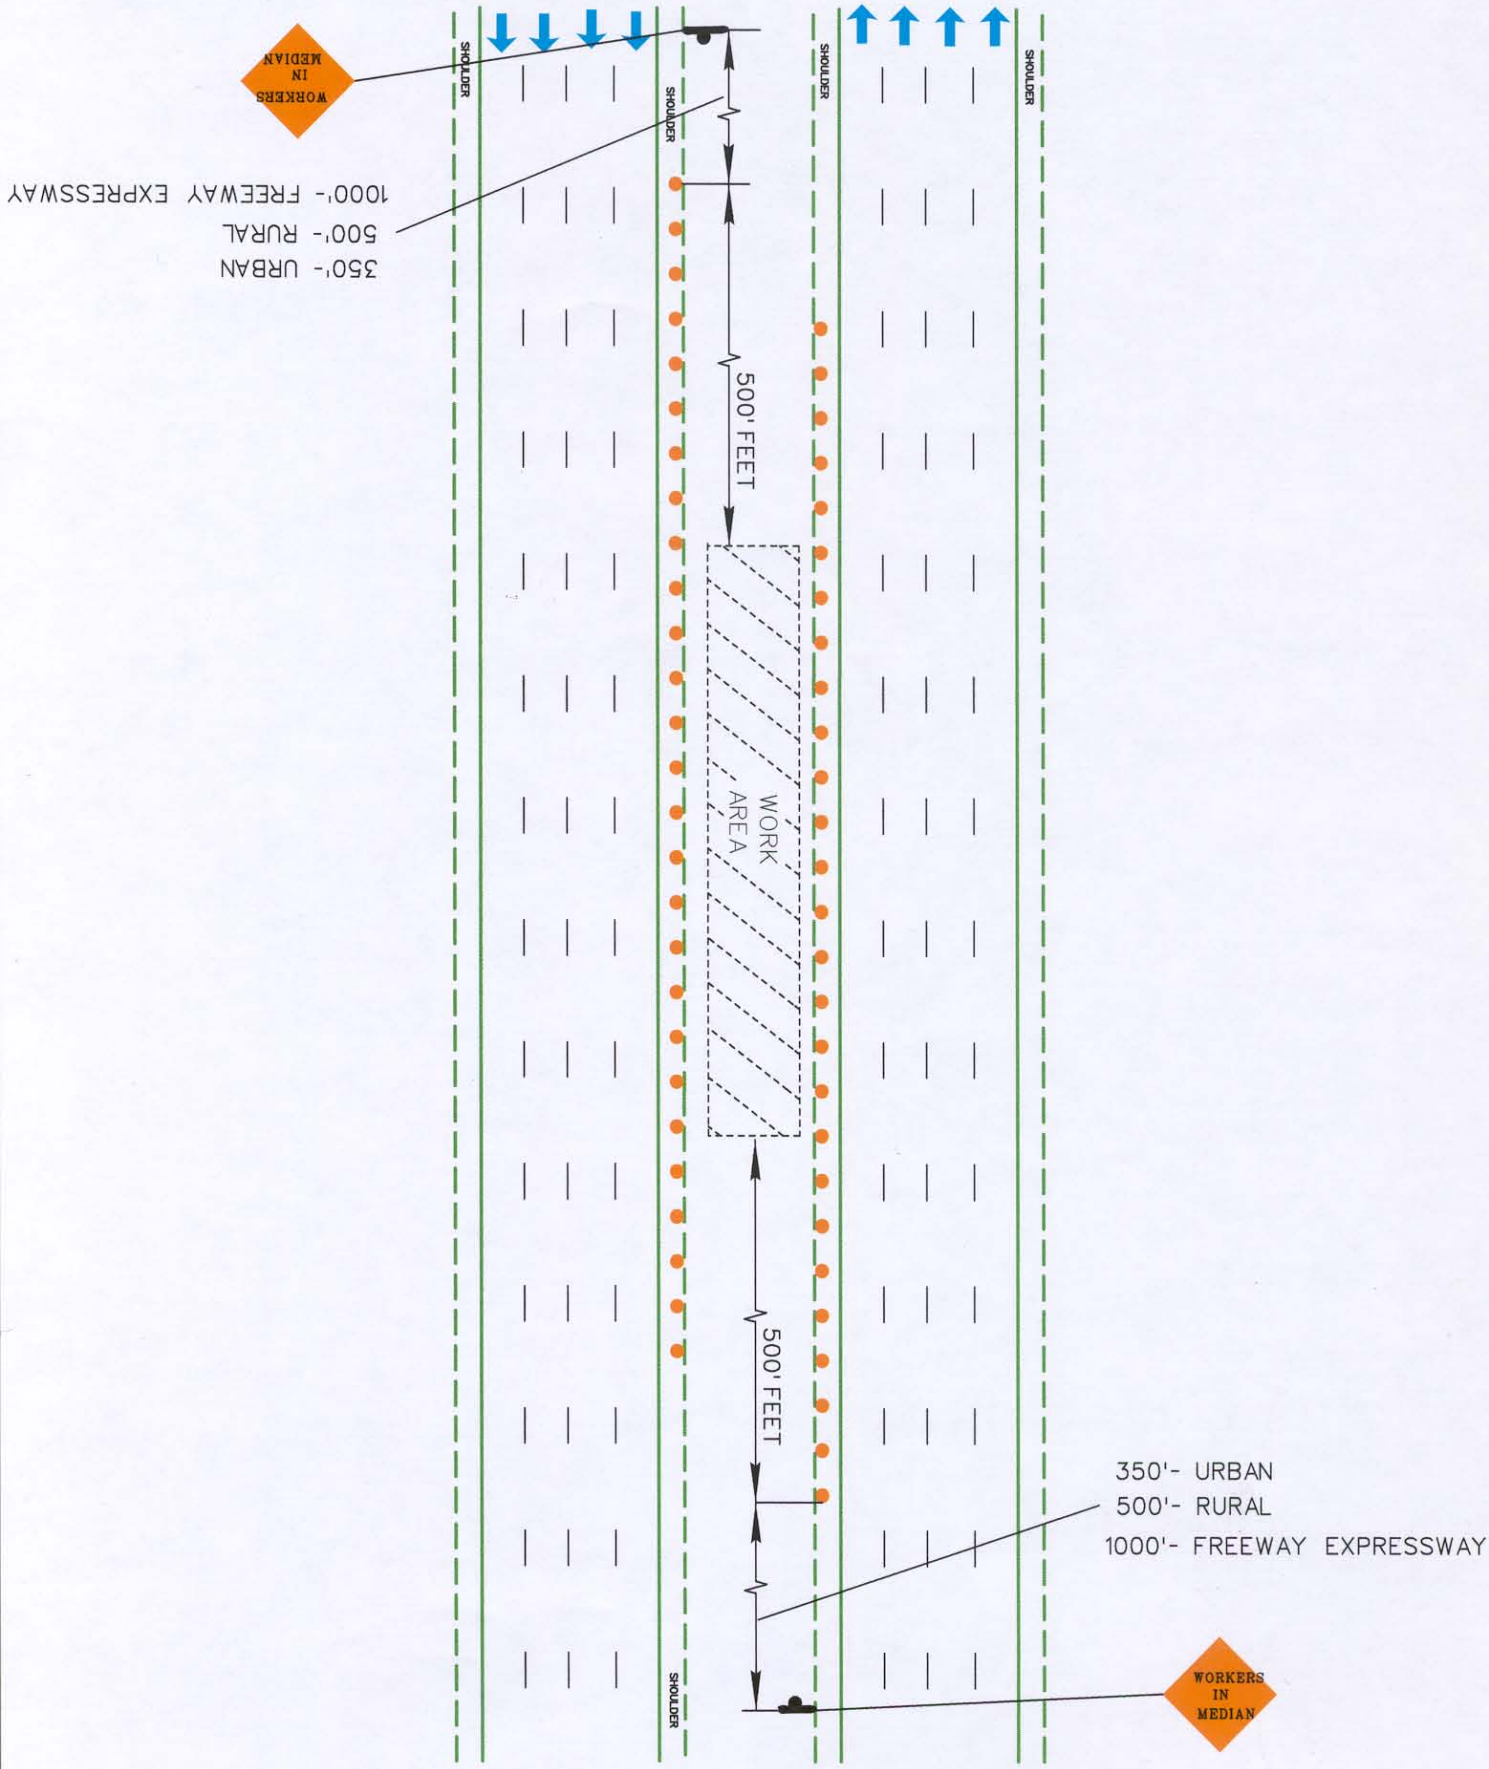 WORKERS
IN
MEDIAN
1000'- FREEWAY EXPRESSWAY
500'- RURAL
350'- URBAN
SHOULDER
SHOULDER
SHOULDER
SHOULDER
500' FEET
WORK
AREA
500' FEET
350'- URBAN
500'- RURAL
1000'- FREEWAY EXPRESSWAY
SHOULDER
WORKERS
IN
MEDIAN